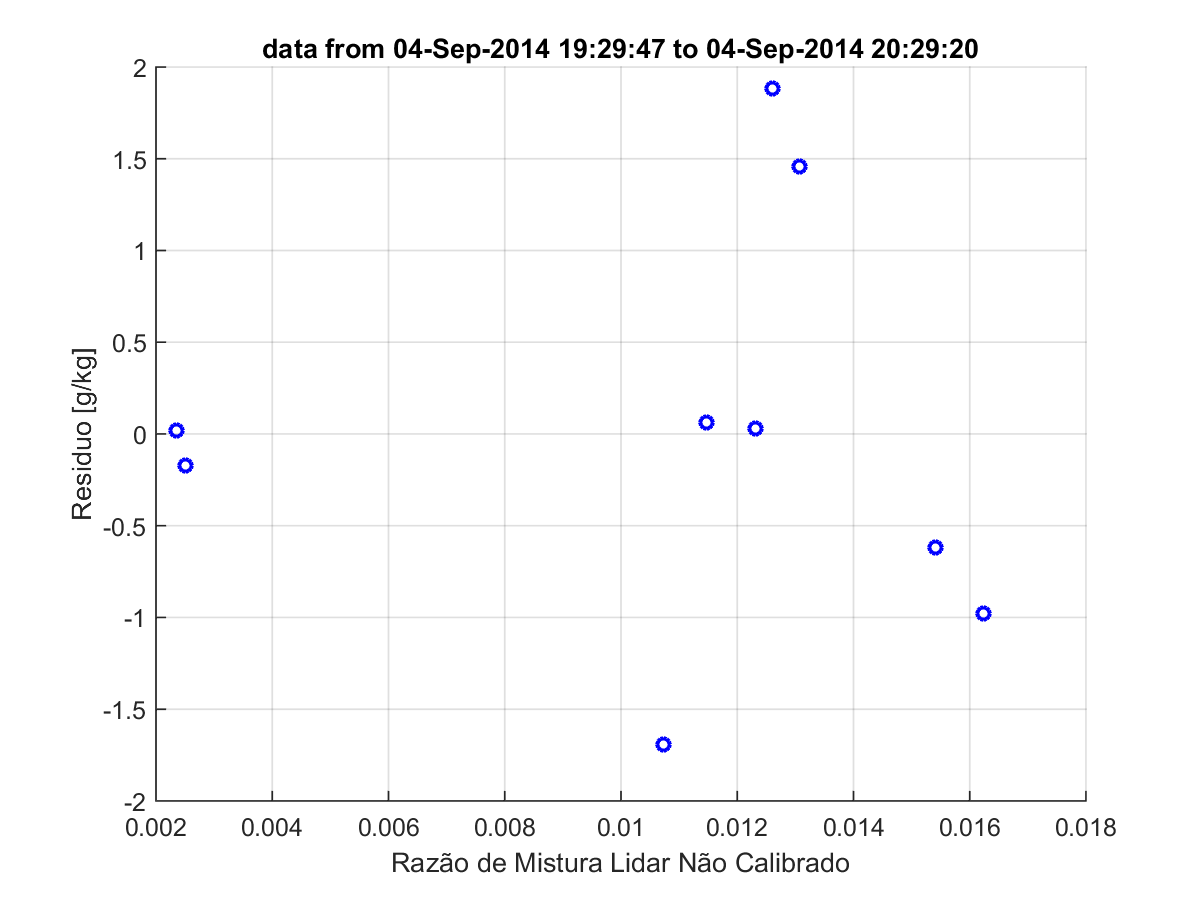 data from 04-Sep-2014 19:29:47 to 04-Sep-2014 20:29:20
2
1.5
1
0.5
0
-0.5
-1
-1.5
-2
Residuo [g/kg]
0.002 0.004 0.006 0.008 0.01 0.012 0.014 0.016 0.018
Razão de Mistura Lidar Não Calibrado